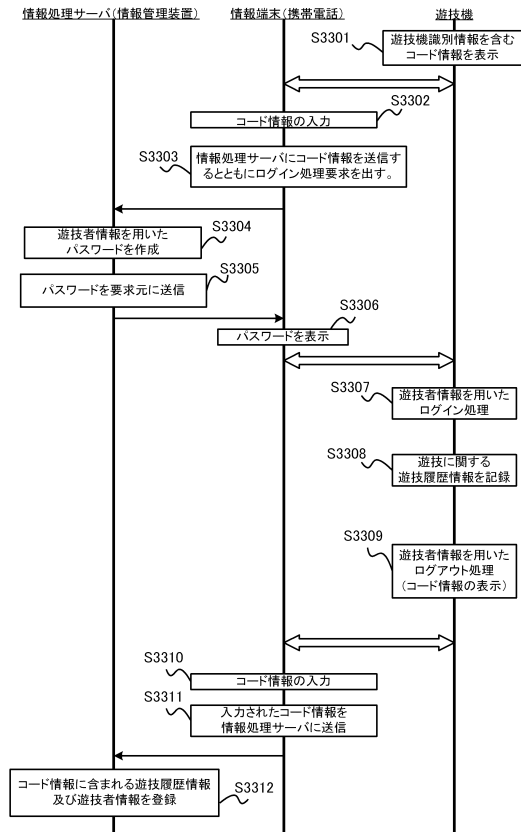 情報処理サーバ(情報管理装置)
情報端末(携帯電話)
遊技機
S3301
遊技機識別情報を含む
コード情報を表示
S3302
コード情報の入力
S3303
情報処理サーバにコード情報を送信す
るとともにログイン処理要求を出す。
S3304
遊技者情報を用いた
パスワードを作成
S3305
パスワードを要求元に送信
S3306
パスワードを表示
S3307
遊技者情報を用いた
ログイン処理
S3308
遊技に関する
遊技履歴情報を記録
S3309
遊技者情報を用いた
ログアウト処理
(コード情報の表示)
S3310
コード情報の入力
S3311
入力されたコード情報を
情報処理サーバに送信
S3312
コード情報に含まれる遊技履歴情報
及び遊技者情報を登録